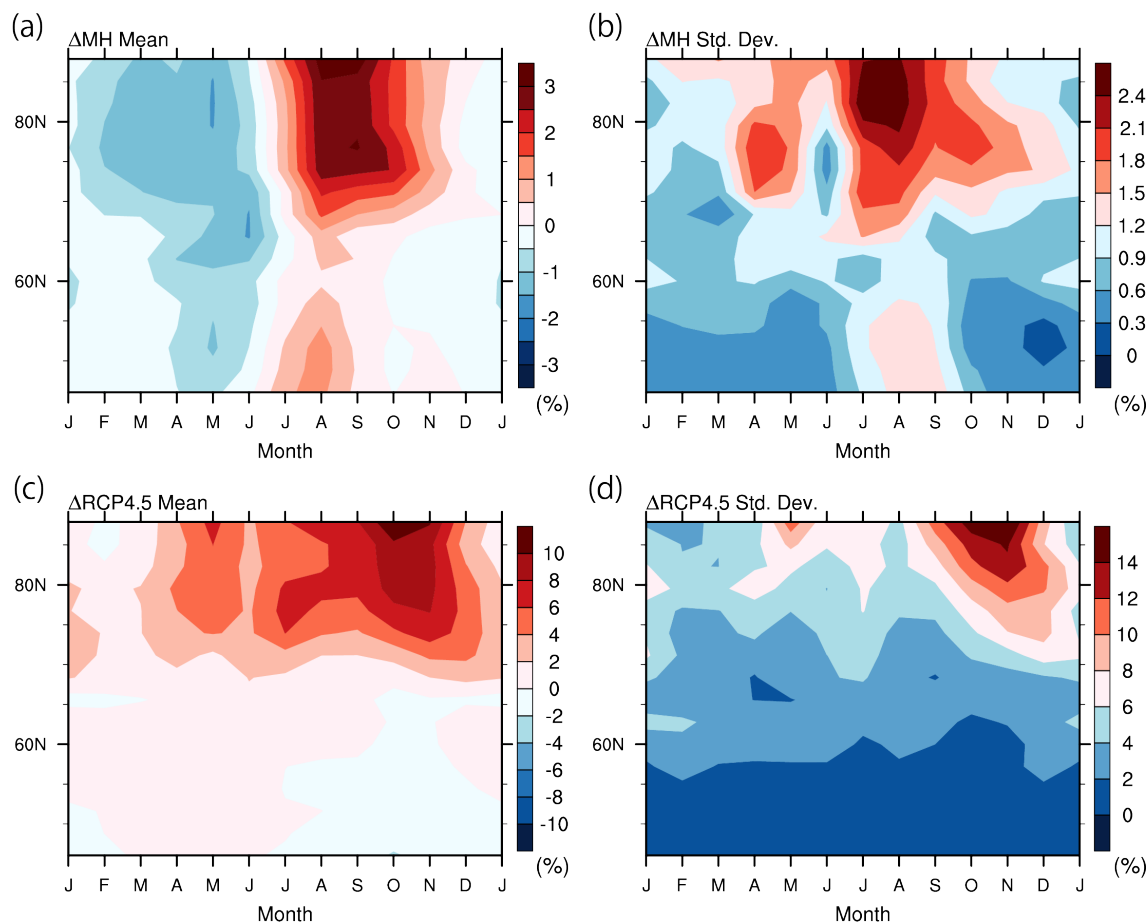 (a)
ΔMH Mean
80N
60N
J F M A M J J A S O N D J
Month
3
2
1
0
-1
-2
-3
(%)
(b)
ΔMH Std. Dev.
80N
60N
J F M A M J J A S O N D J
Month
2.4
2.1
1.8
1.5
1.2
0.9
0.6
0.3
0
(%)
(c)
ΔRCP4.5 Mean
80N
60N
J F M A M J J A S O N D J
Month
10
8
6
4
2
0
-2
-4
-6
-8
-10
(%)
(d)
ΔRCP4.5 Std. Dev.
80N
60N
J F M A M J J A S O N D J
Month
14
12
10
8
6
4
2
0
(%)